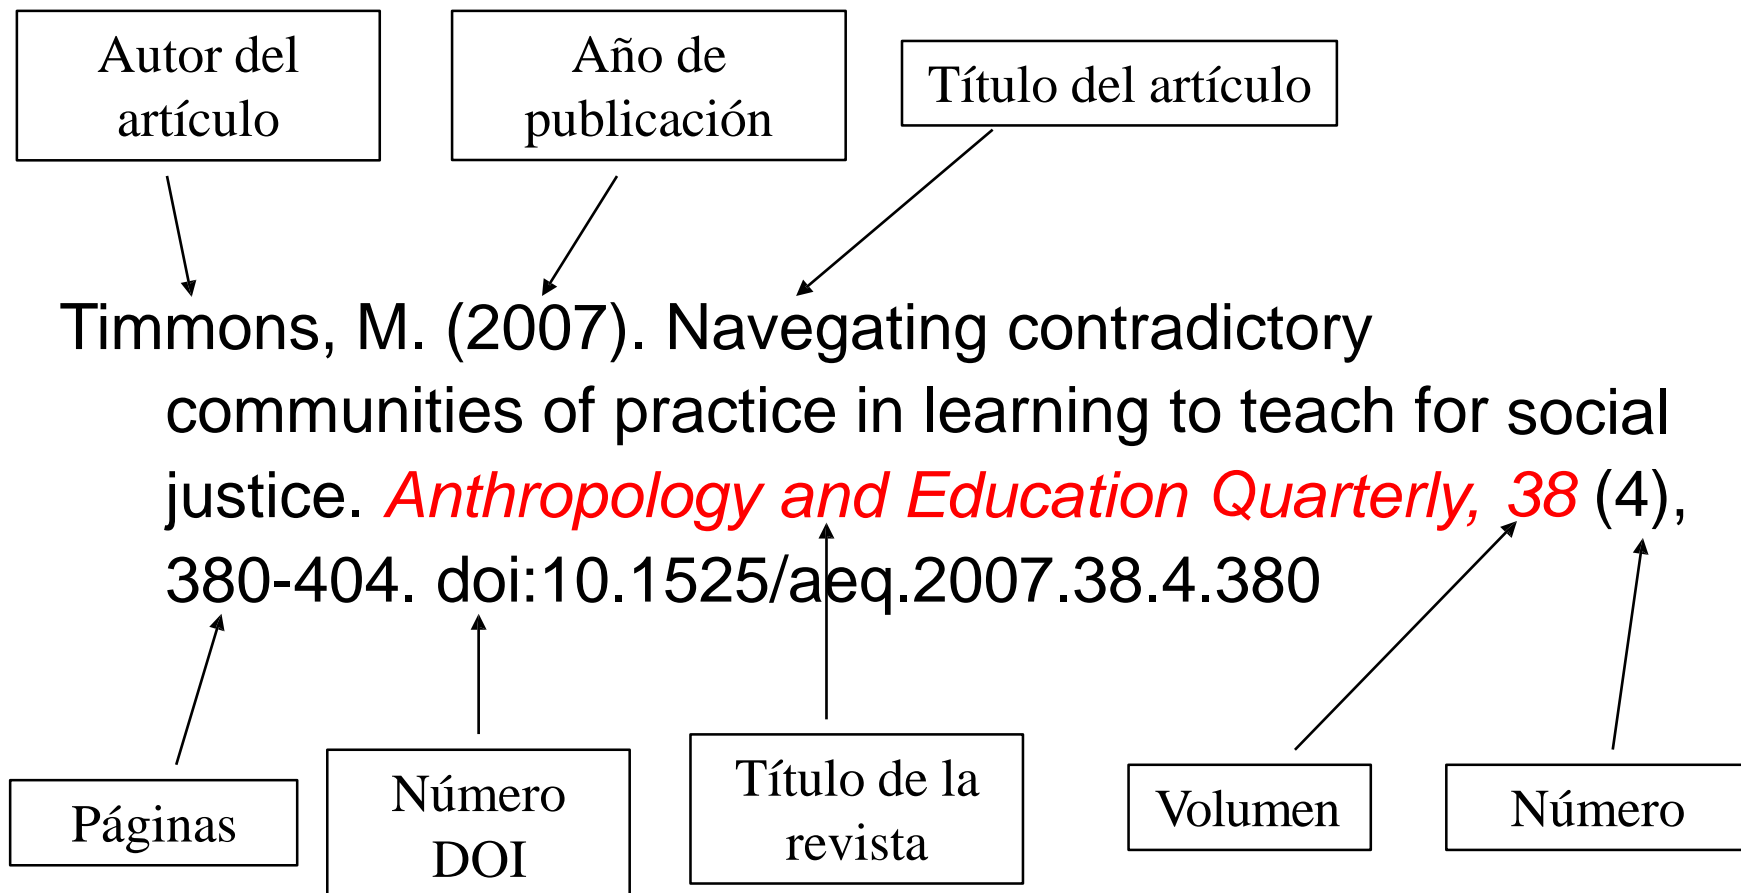 Autor del
artículo
Año de
publicación
Título del artículo
Timmons, M. (2007). Navegating contradictory
communities of practice in learning to teach for social
justice. Anthropology and Education Quarterly, 38 (4),
380-404. doi:10.1525/aeq.2007.38.4.380
Páginas
Número
DOI
Título de la
revista
Volumen
Número